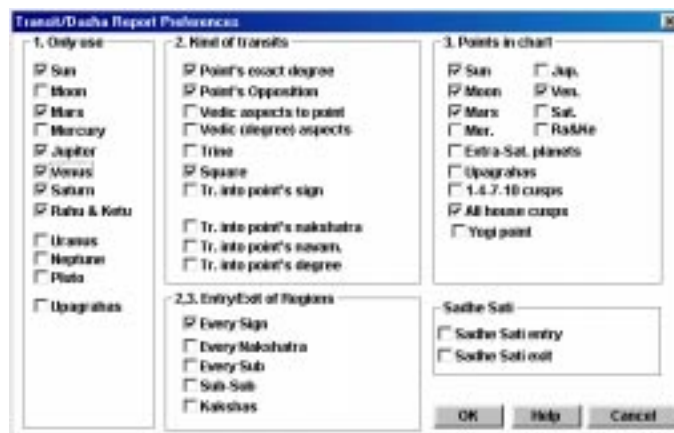 Transit/Dasha Report Preferences
1. Only use
Sun
Moon
Mars
Mercury
Jupiter
Venus
Saturn
Rahu & Ketu
Uranus
Neptune
Pluto
Upagrahas
2. Kind of transits
Point's exact degree
Point's Opposition
Vedic aspects to point
Vedic (degree) aspects
Trine
Square
Tr. into point's sign
Tr. into point's nakshatra
Tr. into point's navam.
Tr. into point's degree
2,3. Entry/Exit of Regions
Every Sign
Every Nakshatra
Every Sub
Sub-Sub
Kakshas
3. Points in chart
Sun Jup.
Moon Ven.
Mars Sat.
Mer. Ra&Ke
Extra-Sat. planets
Upagrahas
1-4-7-10 cusps
All house cusps
Yogi point
Sadhe Sati
Sadhe Sati entry
Sadhe Sati exit
OK Help Cancel